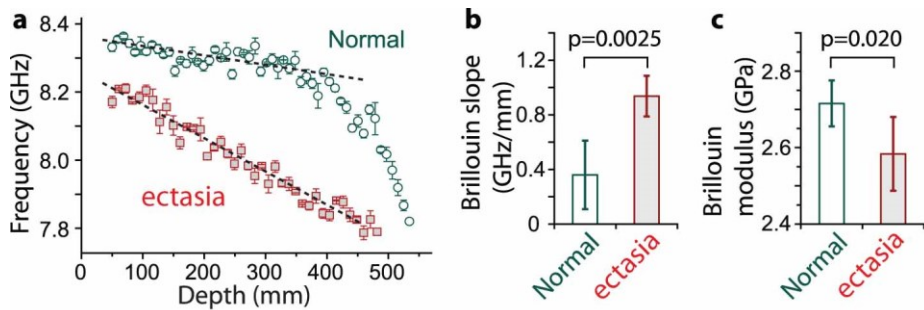 a
8.4
8.2
8.0
7.8
Frequency (GHz)
Normal
ectasia
0 100 200 300 400 500
Depth (mm)
b
p=0.0025
1.2
0.8
0.4
0
Brillouin slope
(GHz/mm)
Normal
ectasia
c
p=0.020
2.8
2.6
2.4
Brillouin
modulus (GPa)
Normal
ectasia